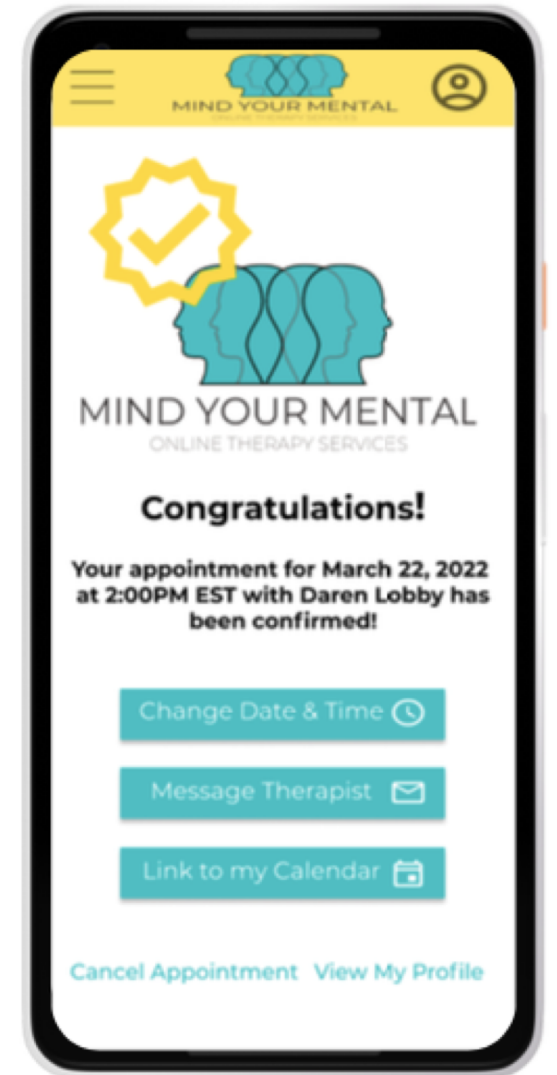 MIND YOUR MENTAL
ONLINE THERAPY SERVICES
MIND YOUR MENTAL
ONLINE THERAPY SERVICES
Congratulations!
Your appointment for March 22, 2022
at 2:00PM EST with Daren Lobby has
been confirmed!
Change Date & Time
Message Therapist
Link to my Calendar
Cancel Appointment View My Profile